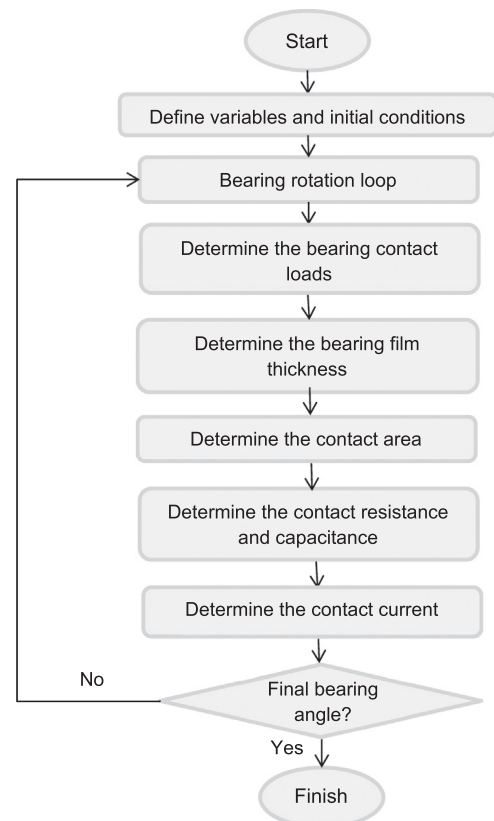 Start
Define variables and initial conditions
Bearing rotation loop
Determine the bearing contact
loads
Determine the bearing film
thickness
Determine the contact area
Determine the contact resistance
and capacitance
Determine the contact current
Final bearing
angle?
No
Yes
Finish